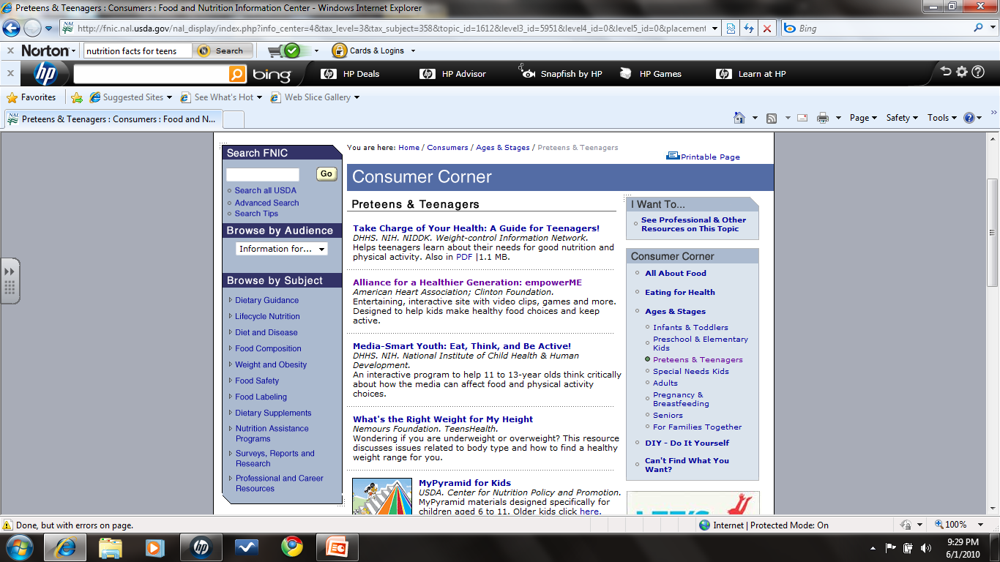 Preteens & Teenagers : Consumers : Food and Nutrition Information Center - Windows Internet Explorer
http://fnic.nal.usda.gov/nal_display/index.php?info_center=4&tax_level=3&tax_subject=358&topic_id=1612&level3_id=5951&level4_id=0&level5_id=0&placement
Bing
Norton
nutrition facts for teens
Search
Cards & Logins
hp
bing
HP Deals
HP Advisor
Snapfish by HP
HP Games
Learn at HP
Favorites
Suggested Sites
See What's Hot
Web Slice Gallery
Preteens & Teenagers : Consumers : Food and N...
Page
Safety
Tools
Search FNIC
Go
Search all USDA
Advanced Search
Search Tips
Browse by Audience
Information for...
Browse by Subject
Dietary Guidance
Lifecycle Nutrition
Diet and Disease
Food Composition
Weight and Obesity
Food Safety
Food Labeling
Dietary Supplements
Nutrition Assistance
Programs
Surveys, Reports and
Research
Professional and Career
Resources
You are here: Home / Consumers / Ages & Stages / Preteens & Teenagers
Printable Page
Consumer Corner
Preteens & Teenagers
Take Charge of Your Health: A Guide for Teenagers!
DHHS. NIH. NIDDK. Weight-control Information Network.
Helps teenagers learn about their needs for good nutrition and
physical activity. Also in PDF |1.1 MB.
Alliance for a Healthier Generation: empowerME
American Heart Association; Clinton Foundation.
Entertaining, interactive site with video clips, games and more.
Designed to help kids make healthy food choices and keep
active.
Media-Smart Youth: Eat, Think, and Be Active!
DHHS. NIH. National Institute of Child Health & Human
Development.
An interactive program to help 11 to 13-year olds think critically
about how the media can affect food and physical activity
choices.
What's the Right Weight for My Height
Nemours Foundation. TeensHealth.
Wondering if you are underweight or overweight? This resource
discusses issues related to body type and how to find a healthy
weight range for you.
MyPyramid for Kids
USDA. Center for Nutrition Policy and Promotion.
MyPyramid materials designed specifically for
children aged 6 to 11. Older kids click here.
I Want To...
See Professional & Other
Resources on This Topic
Consumer Corner
All About Food
Eating for Health
Ages & Stages
Infants & Toddlers
Preschool & Elementary
Kids
Preteens & Teenagers
Special Needs Kids
Adults
Pregnancy &
Breastfeeding
Seniors
For Families Together
DIY - Do It Yourself
Can't Find What You
Want?
LET'S
Done, but with errors on page.
Internet | Protected Mode: On
100%
9:29 PM
6/1/2010